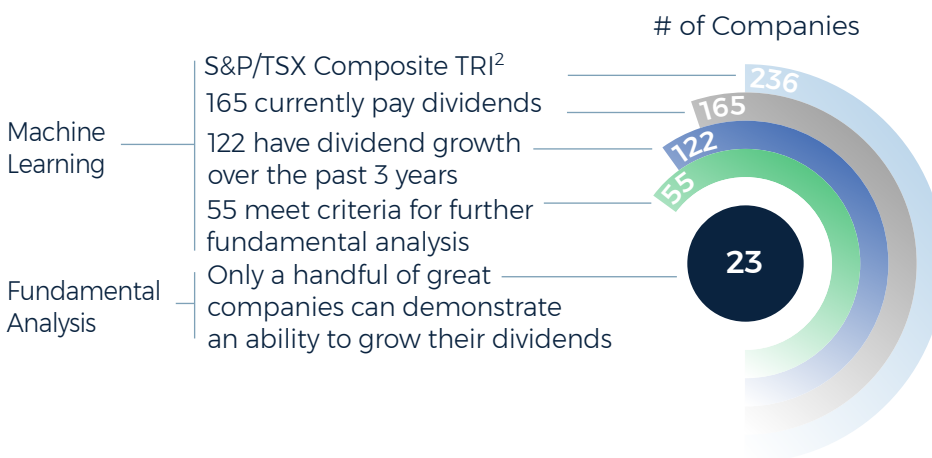 # of Companies
Machine
Learning
S&P/TSX Composite TRI²
236
165 currently pay dividends
165
122 have dividend growth
over the past 3 years
122
55 meet criteria for further
fundamental analysis
55
Fundamental
Analysis
Only a handful of great
companies can demonstrate
an ability to grow their dividends
23